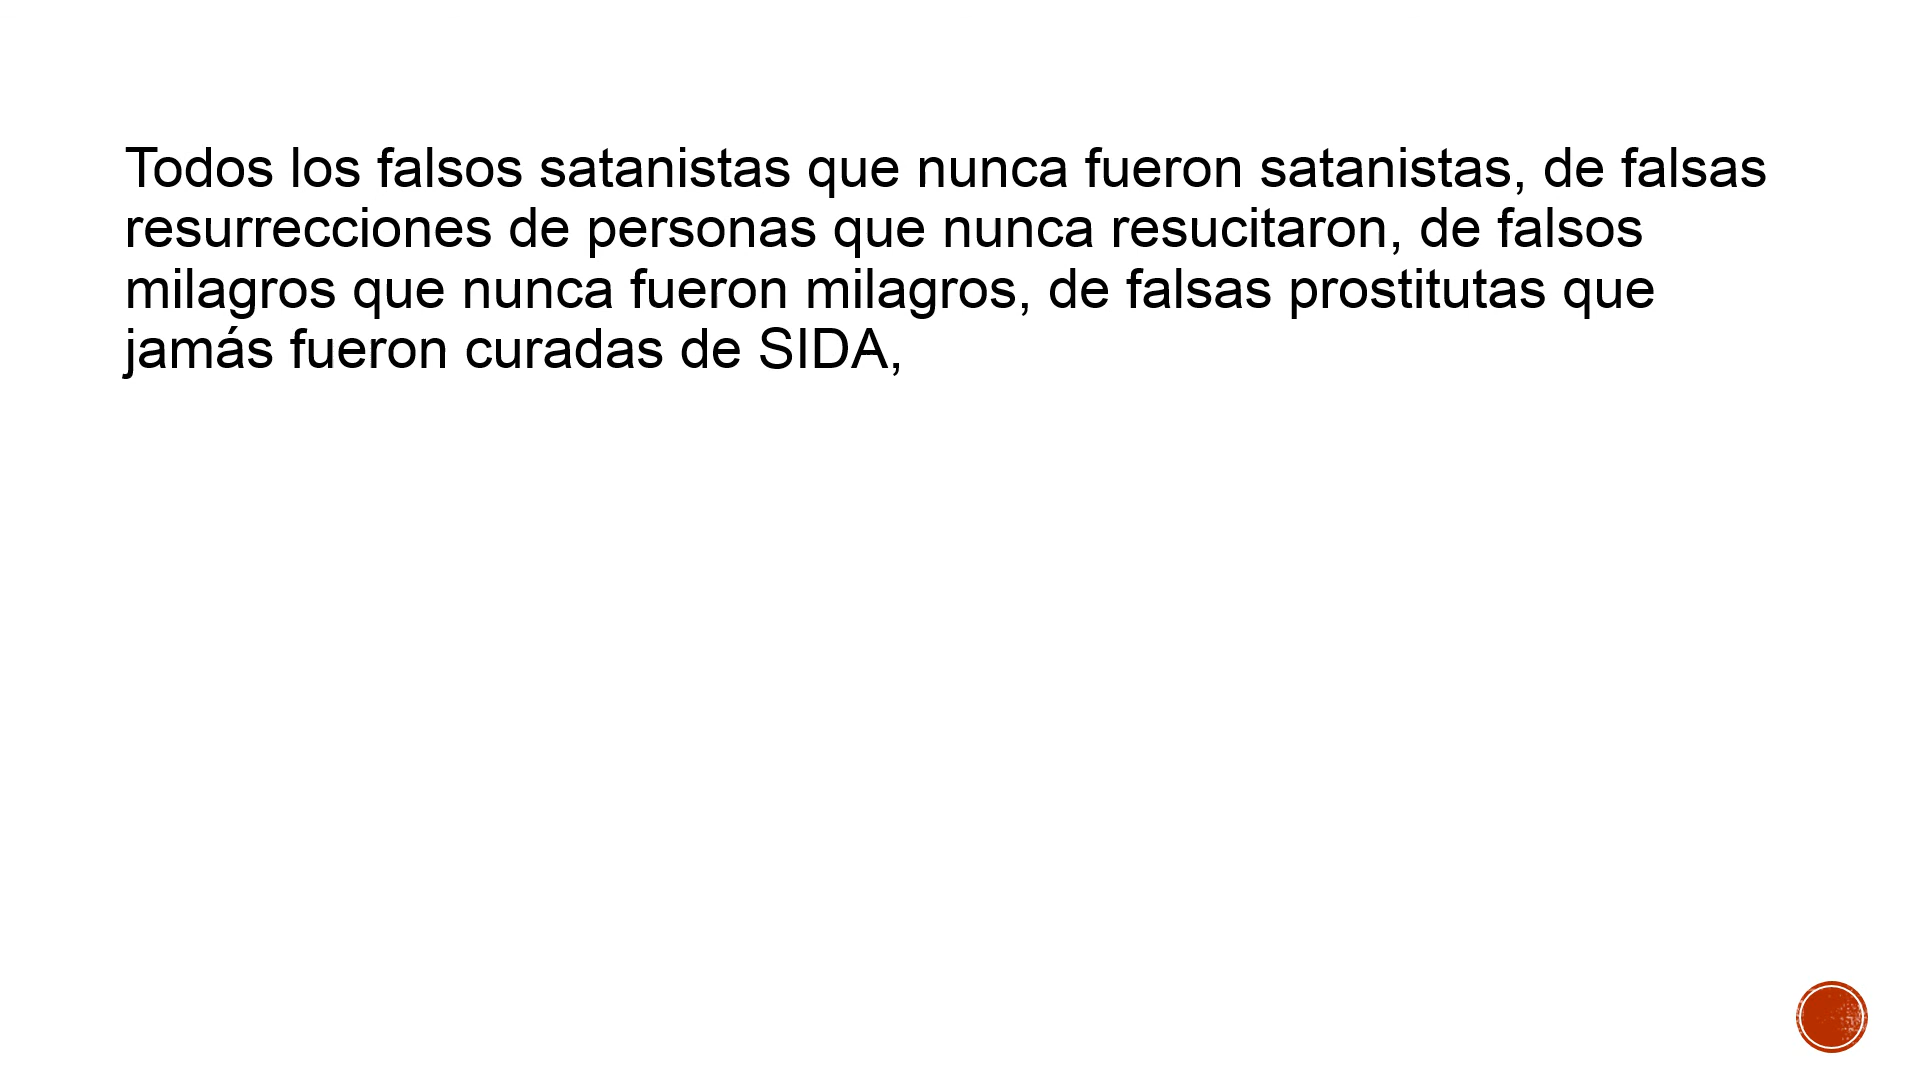 Todos los falsos satanistas que nunca fueron satanistas, de falsas
resurrecciones de personas que nunca resucitaron, de falsos
milagros que nunca fueron milagros, de falsas prostitutas que
jamás fueron curadas de SIDA,